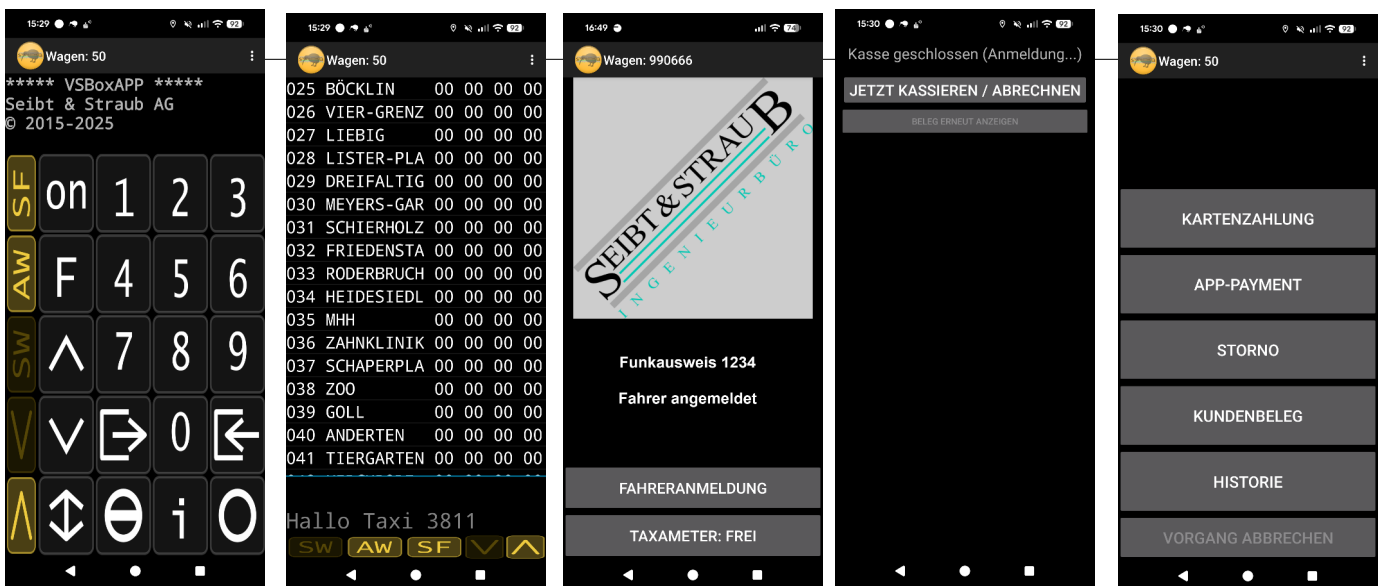 15:29
92
Wagen: 50
***** VSBoxAPP *****
Seibt & Straub AG
© 2015-2025
SF
on
1
2
3
AW
F
4
5
6
SW
7
8
9
0
i
15:29
92
Wagen: 50
025 BÖCKLIN 00 00 00 00
026 VIER-GRENZ 00 00 00 00
027 LIEBIG 00 00 00 00
028 LISTER-PLA 00 00 00 00
029 DREIFALTIG 00 00 00 00
030 MEYERS-GAR 00 00 00 00
031 SCHIERHOLZ 00 00 00 00
032 FRIEDENSTA 00 00 00 00
033 RODERBRUCH 00 00 00 00
034 HEIDESIEDL 00 00 00 00
035 MHH 00 00 00 00
036 ZAHNKLINIK 00 00 00 00
037 SCHAPERPLA 00 00 00 00
038 ZOO 00 00 00 00
039 GOLL 00 00 00 00
040 ANDERTEN 00 00 00 00
041 TIERGARTEN 00 00 00 00
Hallo Taxi 3811
SW AW SF
16:49
74
Wagen: 990666
SEIBT & STRAUB
INGENIEURBÜRO
Funkausweis 1234
Fahrer angemeldet
FAHRERANMELDUNG
TAXAMETER: FREI
15:30
92
Kasse geschlossen (Anmeldung...)
JETZT KASSIEREN / ABRECHNEN
BELEG ERNEUT ANZEIGEN
15:30
92
Wagen: 50
KARTENZAHLUNG
APP-PAYMENT
STORNO
KUNDENBELEG
HISTORIE
VORGANG ABBRECHEN